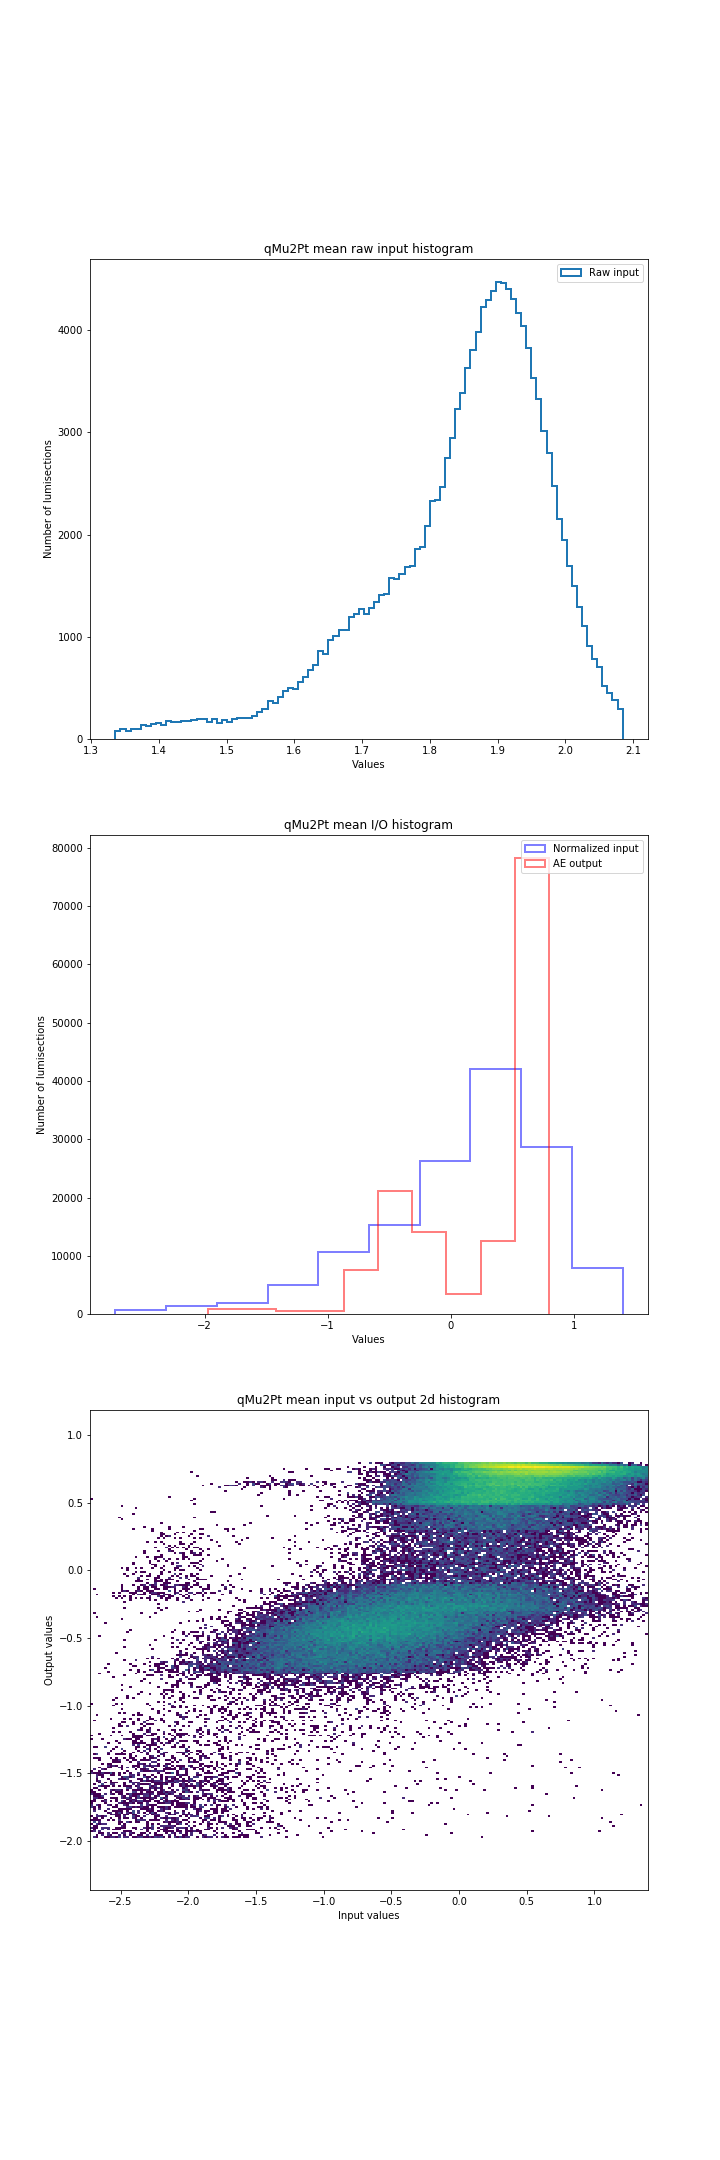 qMu2Pt mean raw input histogram
Raw input
4000
3000
2000
1000
0
Number of lumisections
1.3 1.4 1.5 1.6 1.7 1.8 1.9 2.0 2.1
Values
qMu2Pt mean I/O histogram
Normalized input
AE output
80000
70000
60000
50000
40000
30000
20000
10000
0
Number of lumisections
−2 −1 0 1
Values
qMu2Pt mean input vs output 2d histogram
1.0
0.5
0.0
−0.5
−1.0
−1.5
−2.0
Output values
−2.5 −2.0 −1.5 −1.0 −0.5 0.0 0.5 1.0
Input values